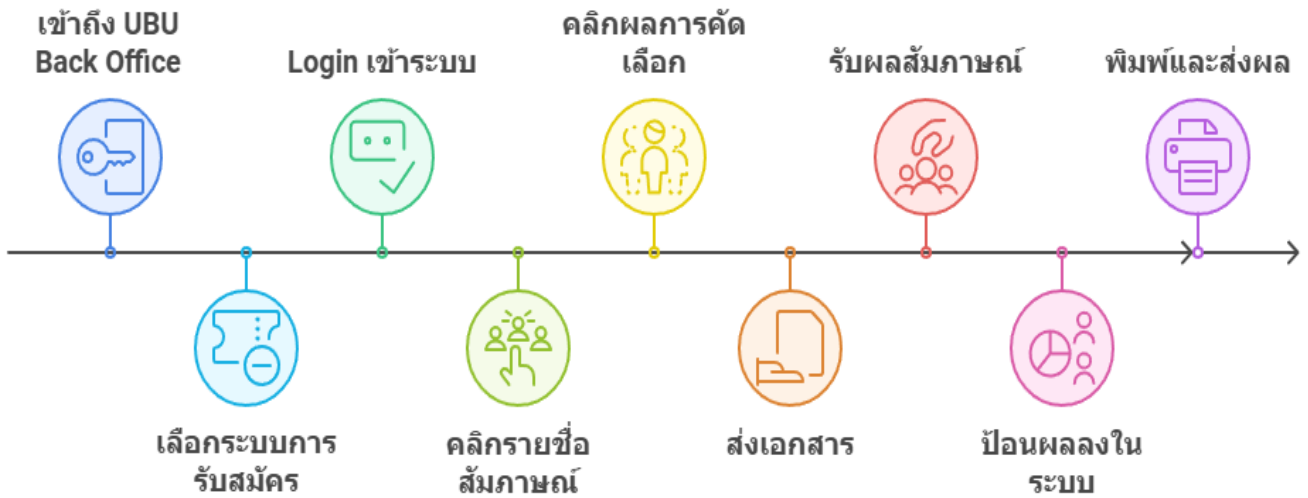 เข้าถึง UBU
Back Office
เลือกระบบการ
รับสมัคร
Login เข้าระบบ
คลิกรายชื่อ
สัมภาษณ์
คลิกผลการคัด
เลือก
ส่งเอกสาร
รับผลสัมภาษณ์
ป้อนผลลงใน
ระบบ
พิมพ์และส่งผล